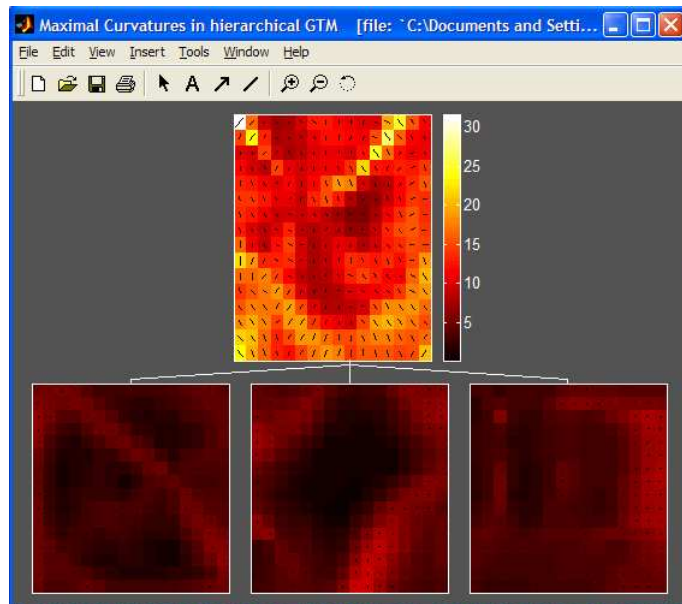 Maximal Curvatures in hierarchical GTM [file: `C:\Documents and Setti...
File Edit View Insert Tools Window Help
A
30
25
20
15
10
5